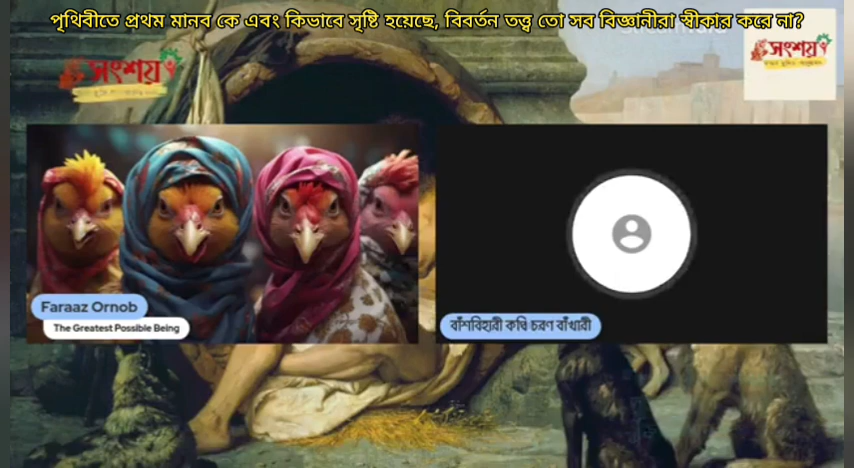 পৃথিবীতে প্রথম মানব কে এবং কিভাবে সৃষ্টি হয়েছে, বিবর্তন তত্ত্ব তো সব বিজ্ঞানীরা স্বীকার করে না?
সংশয়
সংশয়
Faraaz Ornob
The Greatest Possible Being
বাঁশবিহারী কল্কি চরণ বাঁখারী